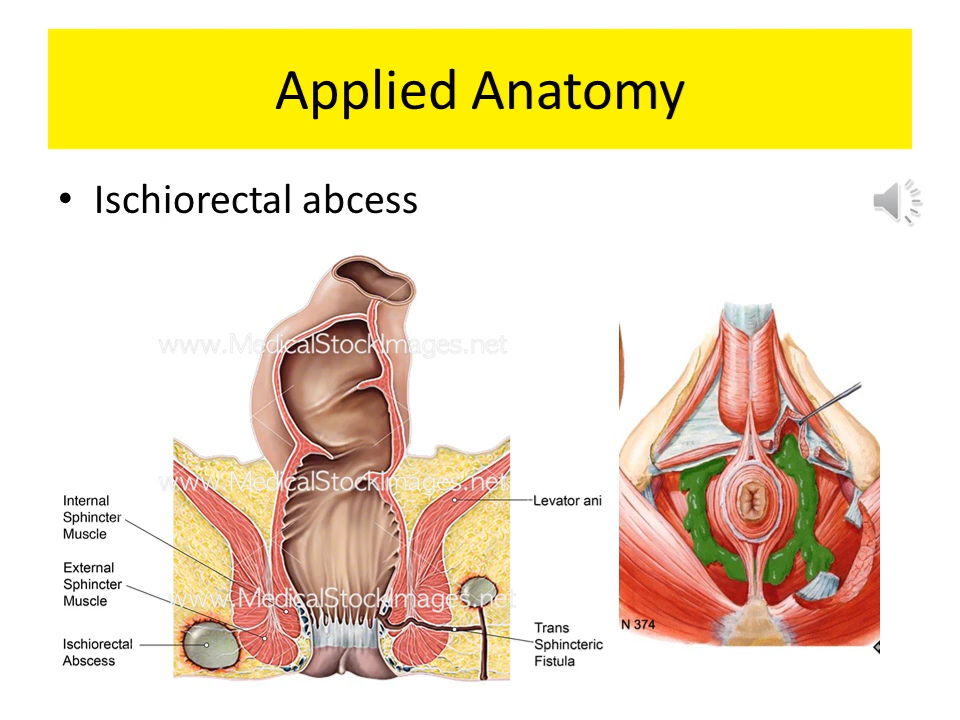 Applied Anatomy
• Ischiorectal abcess
www.MedicalStockImages.net
www.MedicalStockImages.net
Internal
Sphincter
Muscle
Levator ani
External
Sphincter
Muscle
www.MedicalStockImages.net
Ischiorectal
Abscess
Trans
Sphincteric
Fistula
N 374